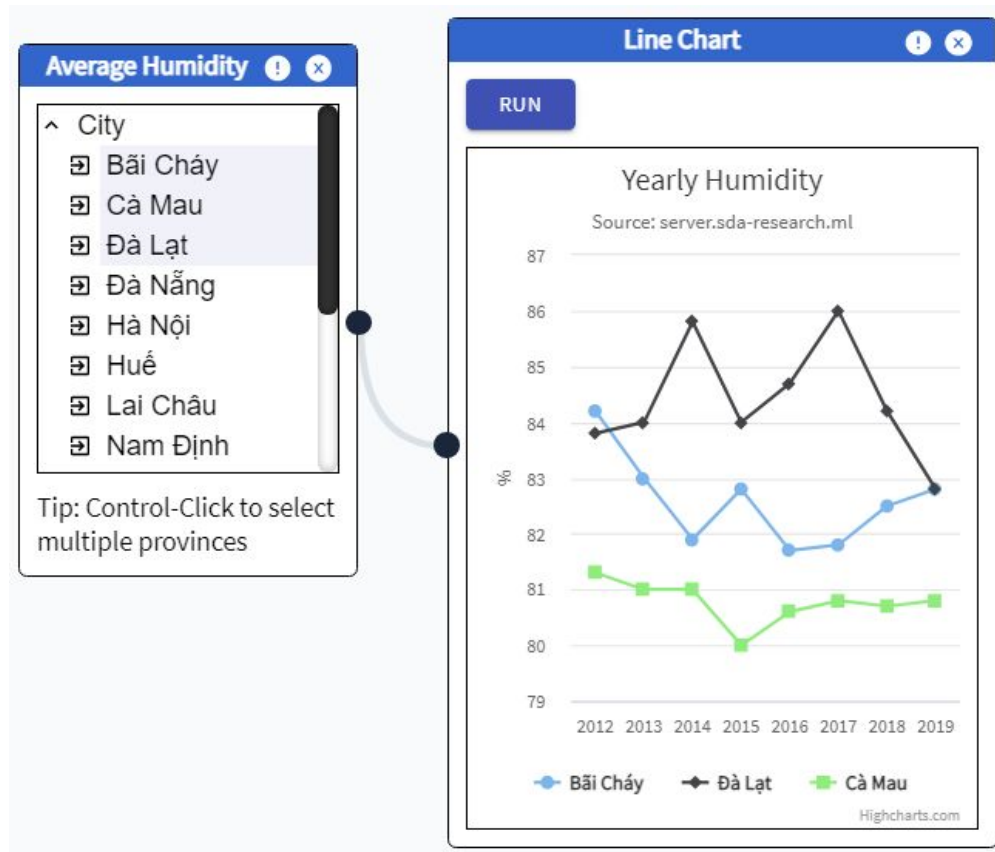 Average Humidity
City
Bãi Cháy
Cà Mau
Đà Lạt
Đà Nẵng
Hà Nội
Huế
Lai Châu
Nam Định
Tip: Control-Click to select
multiple provinces
Line Chart
RUN
Yearly Humidity
Source: server.sda-research.ml
87
86
85
84
83
82
81
80
79
%
2012 2013 2014 2015 2016 2017 2018 2019
Bãi Cháy Đà Lạt Cà Mau
Highcharts.com